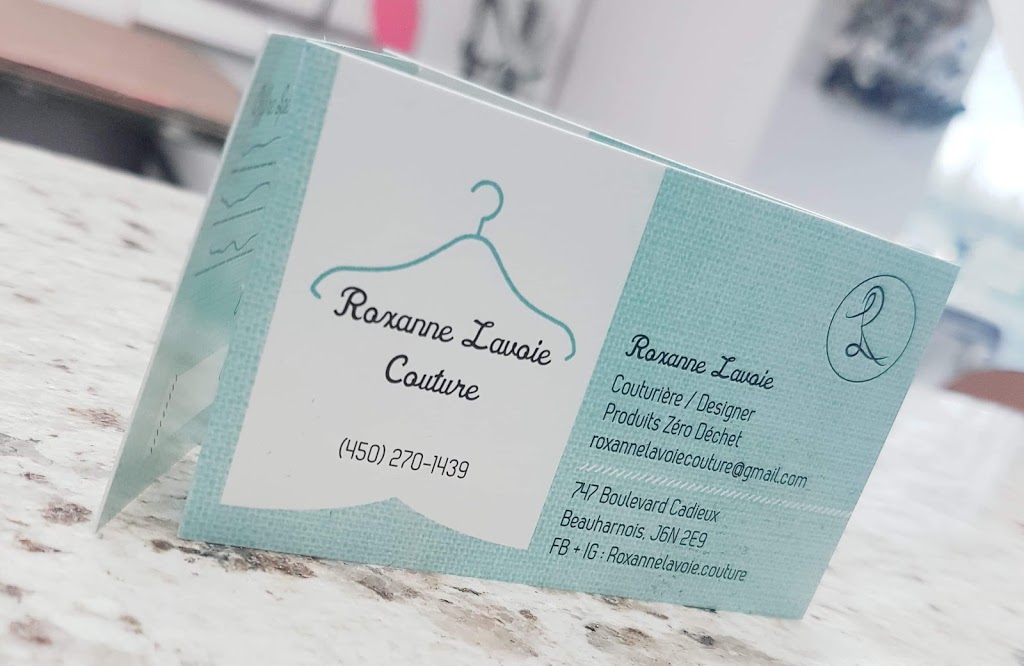 Roxanne Lavoie
Couture
(450) 270-1439
Roxanne Lavoie
Couturière / Designer
Produits Zéro Déchet
roxannelavoiecouture@gmail.com
747 Boulevard Cadieux
Beauharnois, J6N 2E9
FB + IG : Roxannelavoie.couture